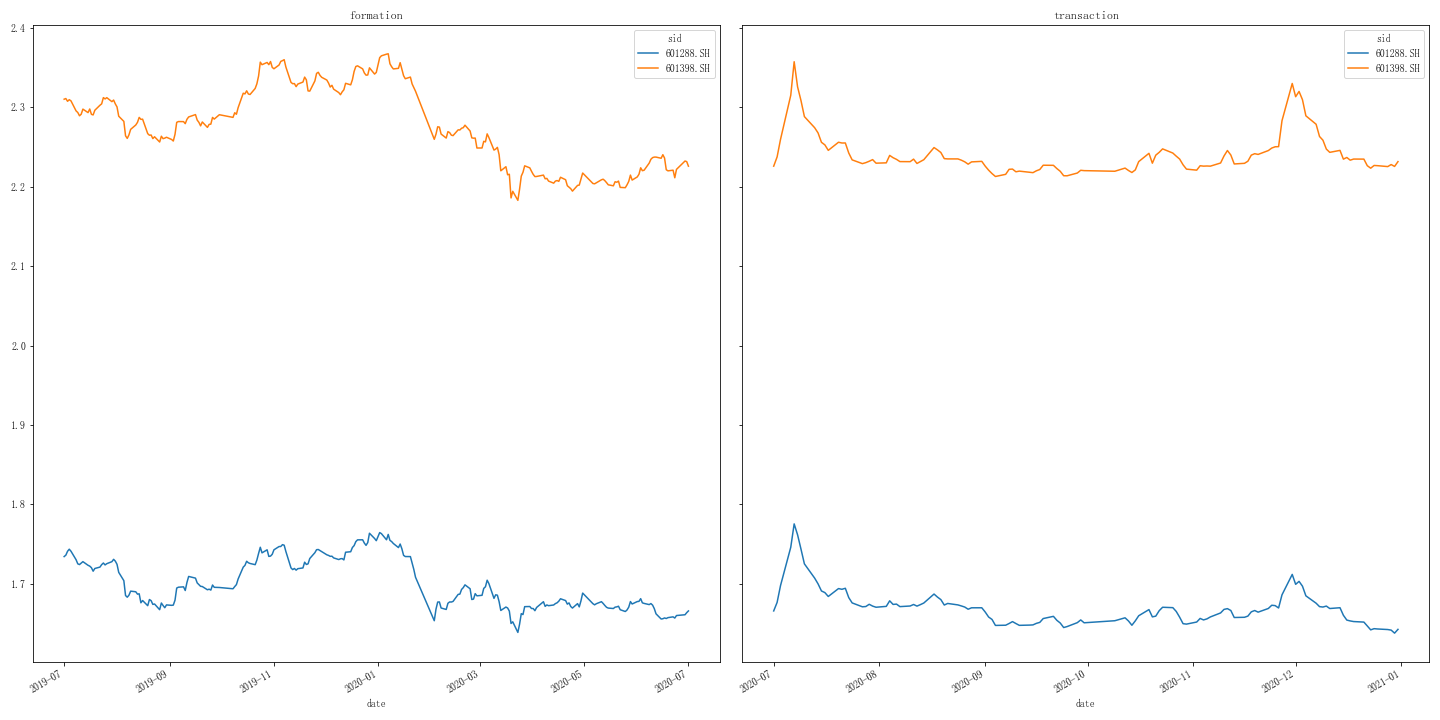 formation
sid
601288.SH
601398.SH
2.4
2.3
2.2
2.1
2.0
1.9
1.8
1.7
2019-07
2019-09
2019-11
2020-01
2020-03
2020-05
2020-07
date
transaction
sid
601288.SH
601398.SH
2020-07
2020-08
2020-09
2020-10
2020-11
2020-12
2021-01
date